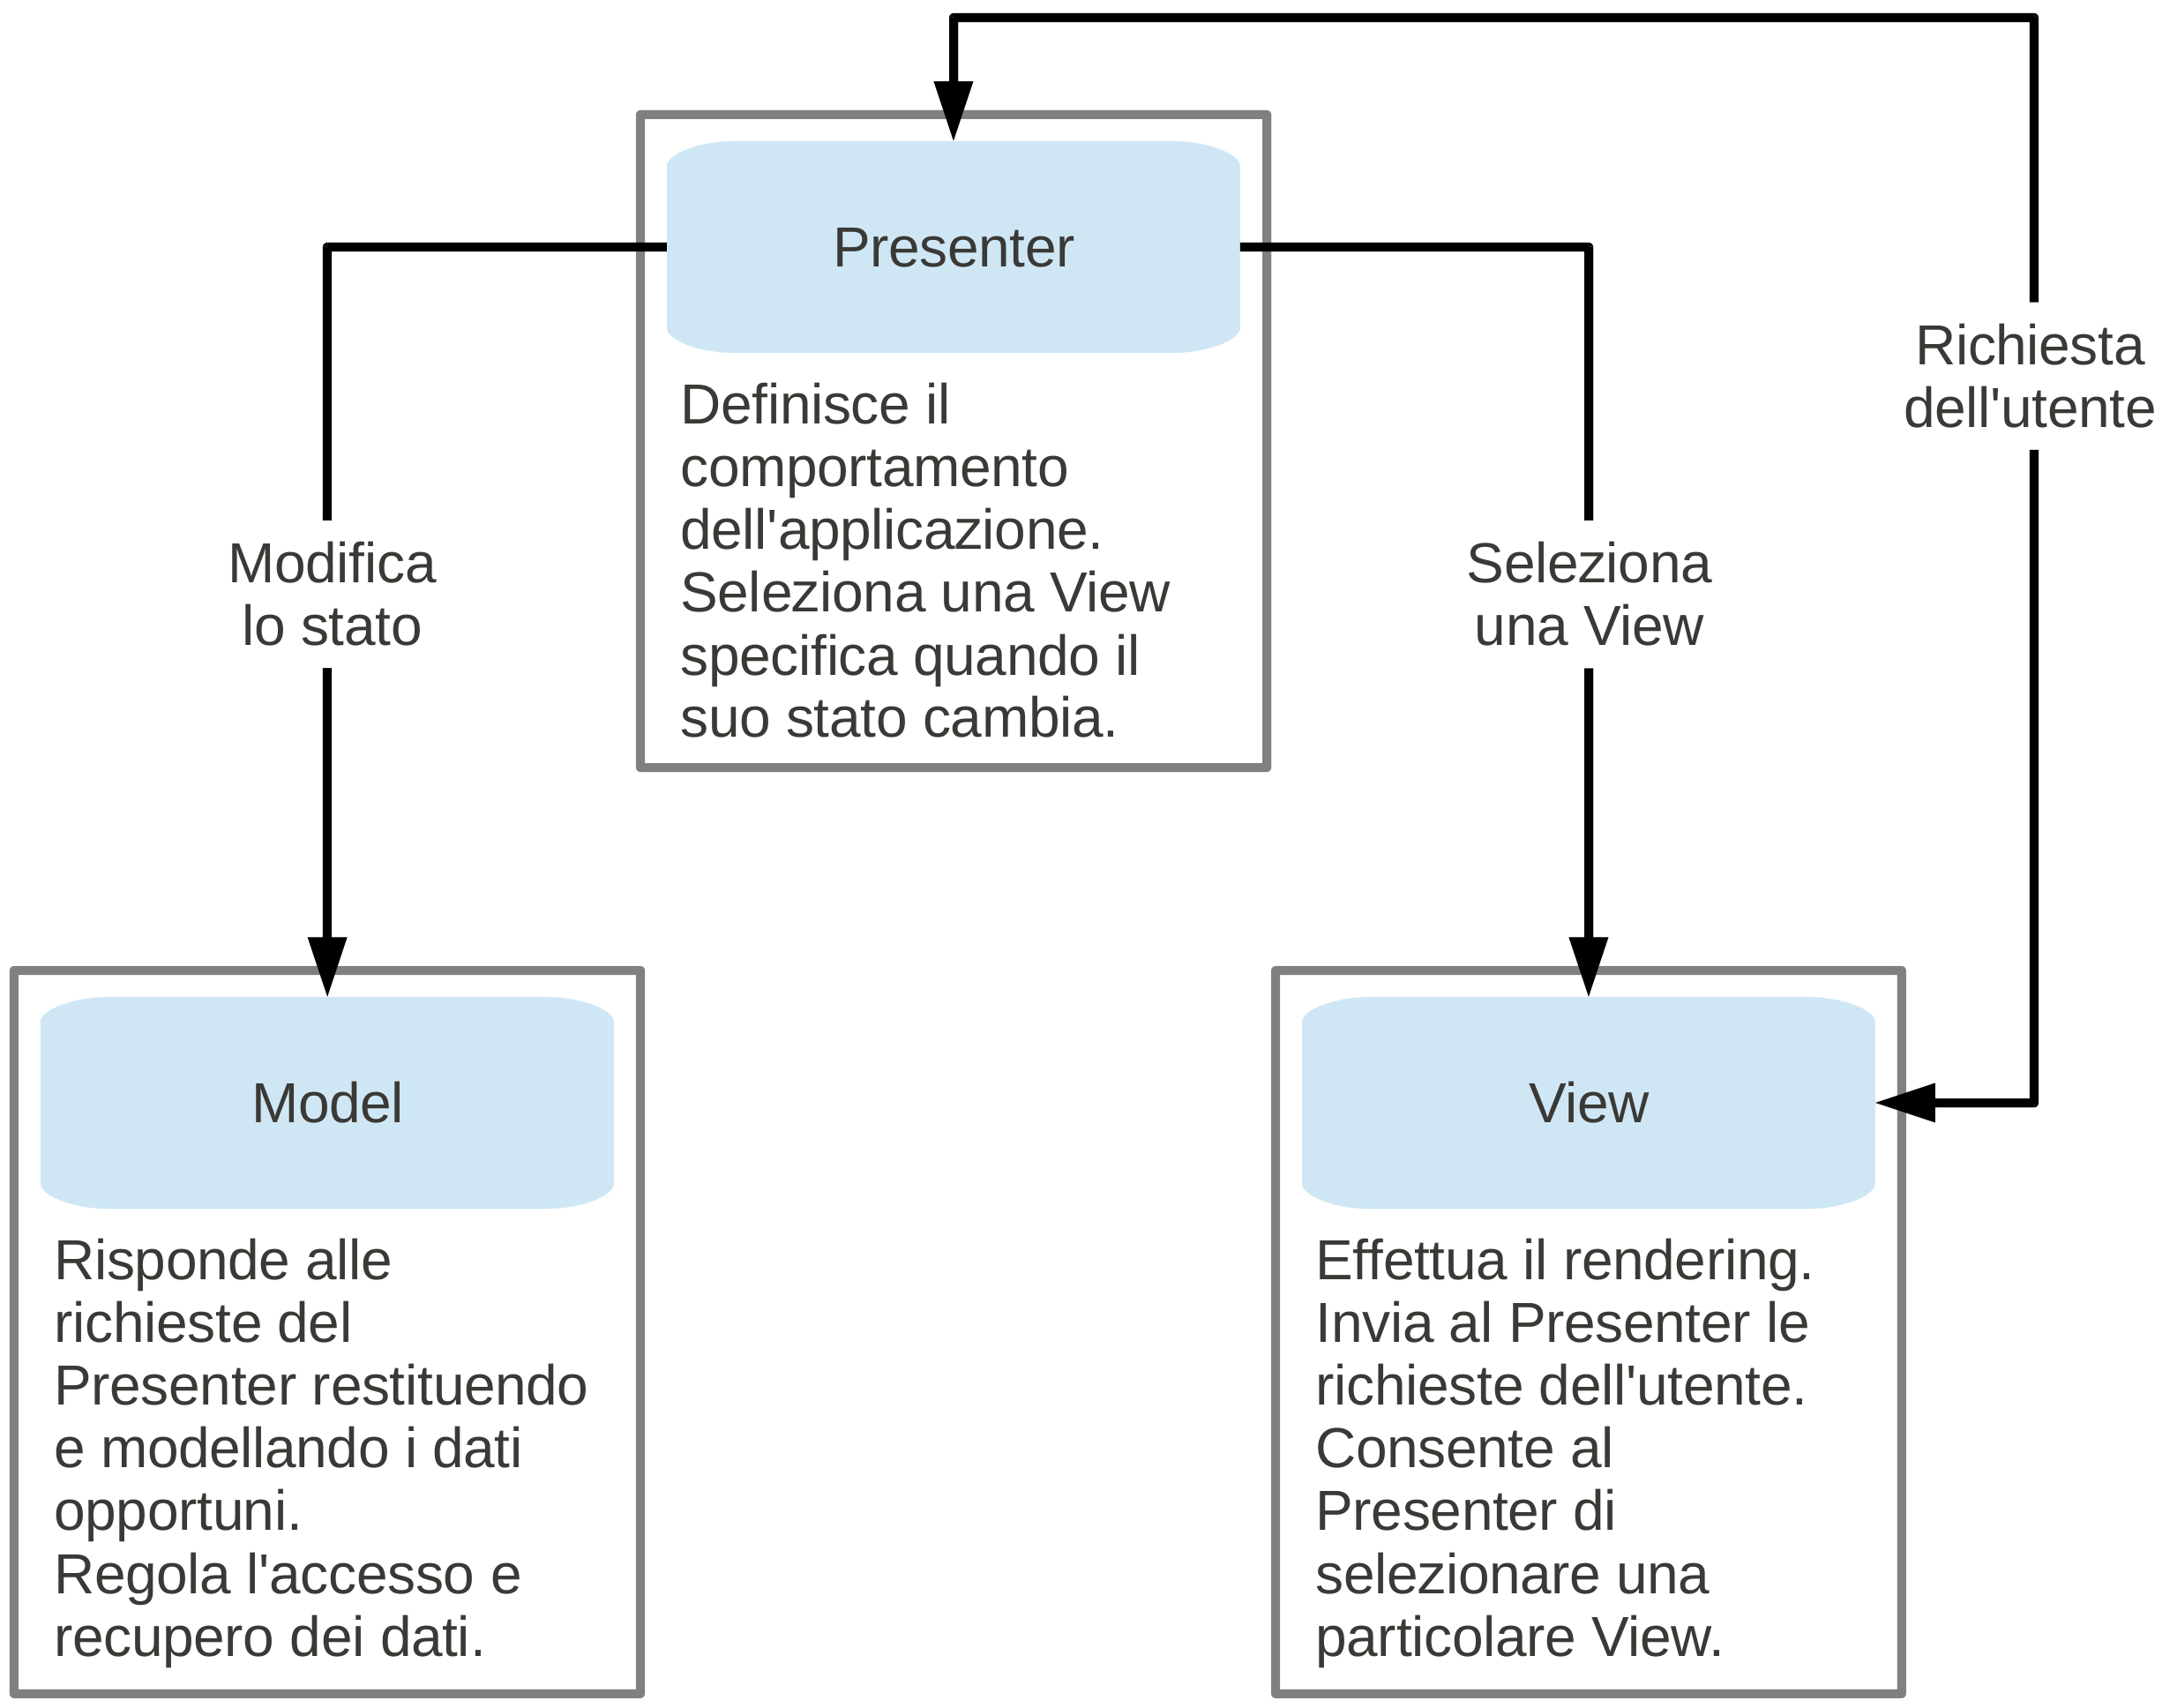 Presenter
Definisce il
comportamento
dell'applicazione.
Seleziona una View
specifica quando il
suo stato cambia.
Richiesta
dell'utente
Modifica
lo stato
Seleziona
una View
Model
Risponde alle
richieste del
Presenter restituendo
e modellando i dati
opportuni.
Regola l'accesso e
recupero dei dati.
View
Effettua il rendering.
Invia al Presenter le
richieste dell'utente.
Consente al
Presenter di
selezionare una
particolare View.